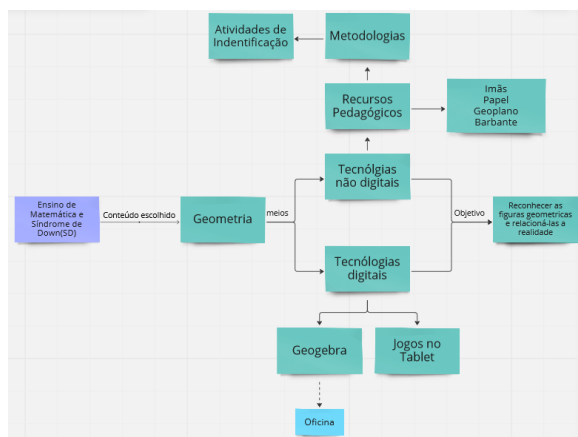 Atividades de
Indentificação
Metodologias
Recursos
Pedagógicos
Imãs
Papel
Geoplano
Barbante
Tecnólgias
não digitais
Ensino de
Matemática e
Síndrome de
Down(SD)
Conteúdo escolhido
Geometria
meios
Objetivo
Reconhecer as
figuras geometricas
e relacioná-las a
realidade
Tecnólogias
digitais
Geogebra
Jogos no
Tablet
Oficina